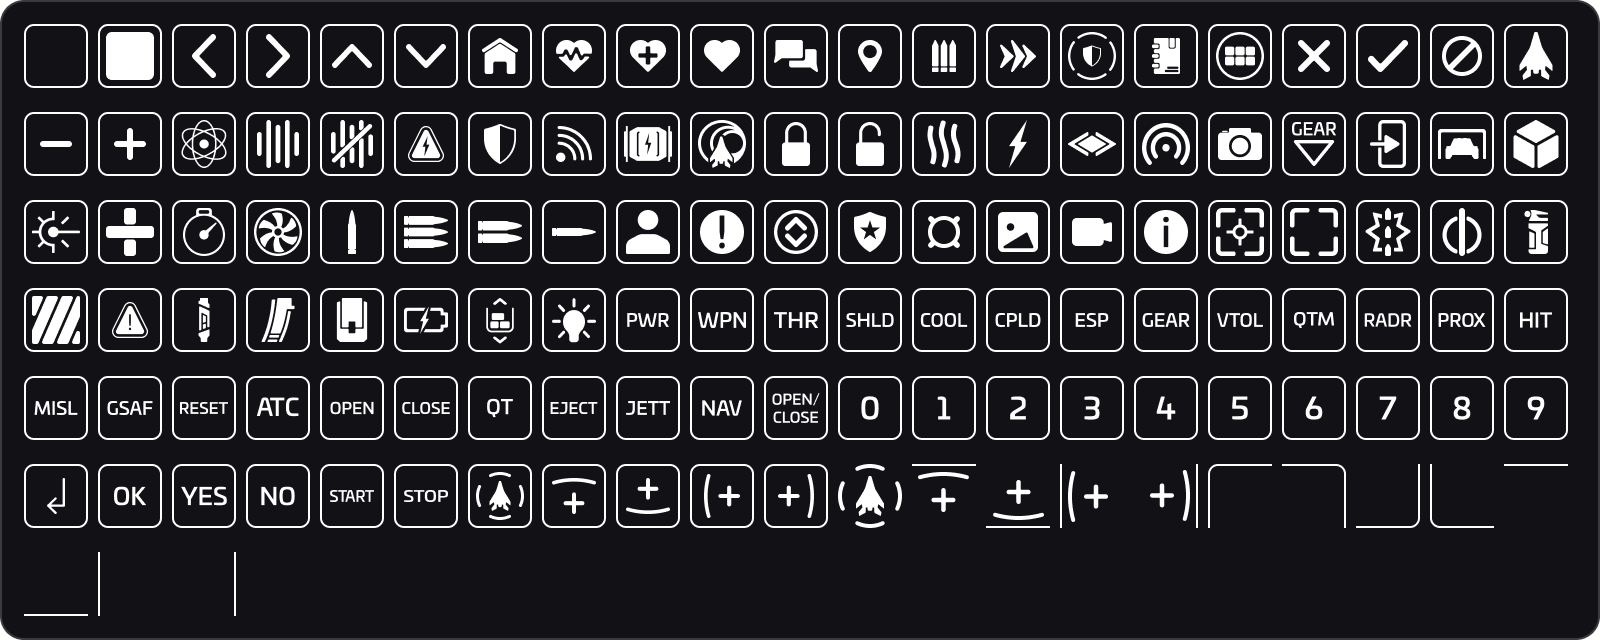 GEAR
PWR WPN THR SHLD COOL CPLD ESP GEAR VTOL QTM RADR PROX HIT
MISL GSAF RESET ATC OPEN CLOSE QT EJECT JETT NAV OPEN/
CLOSE 0 1 2 3 4 5 6 7 8 9
OK YES NO START STOP